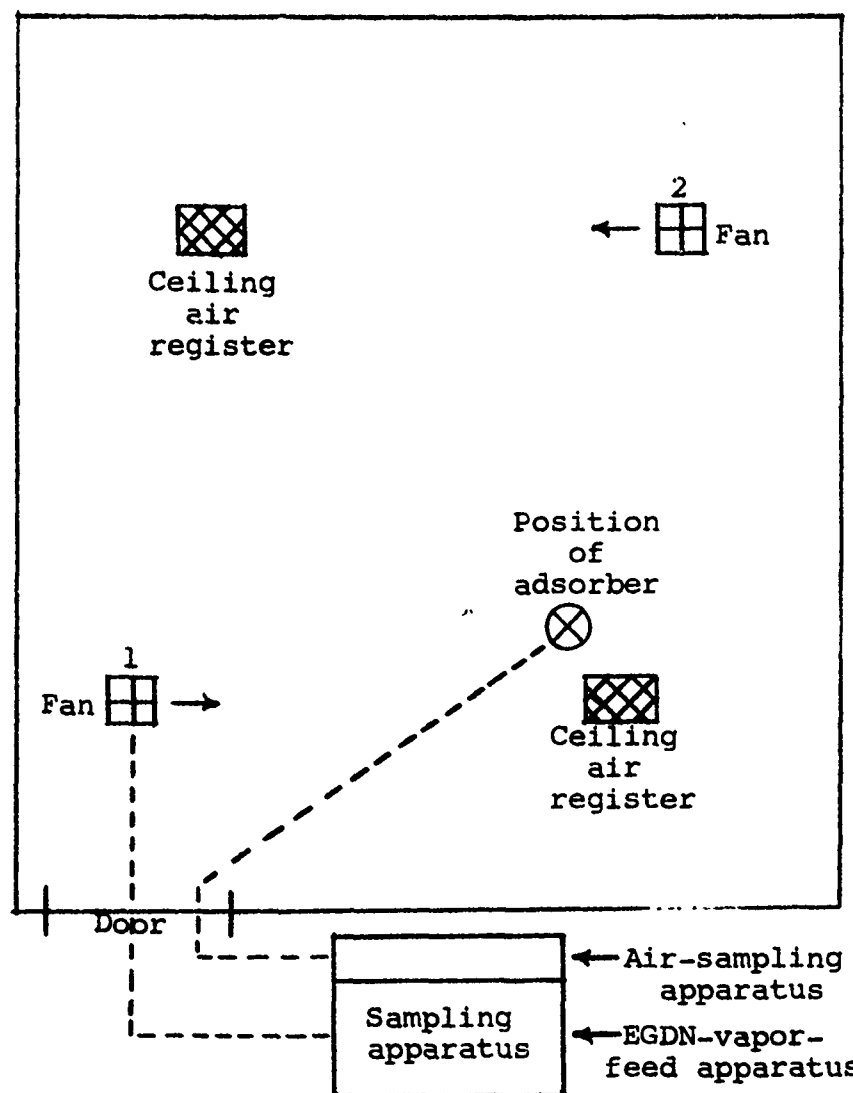 2
Fan
Ceiling
air
register
Position
of
adsorber
1
Fan
Ceiling
air
register
Door
Air-sampling
apparatus
Sampling
apparatus
EGDN-vapor-
feed apparatus